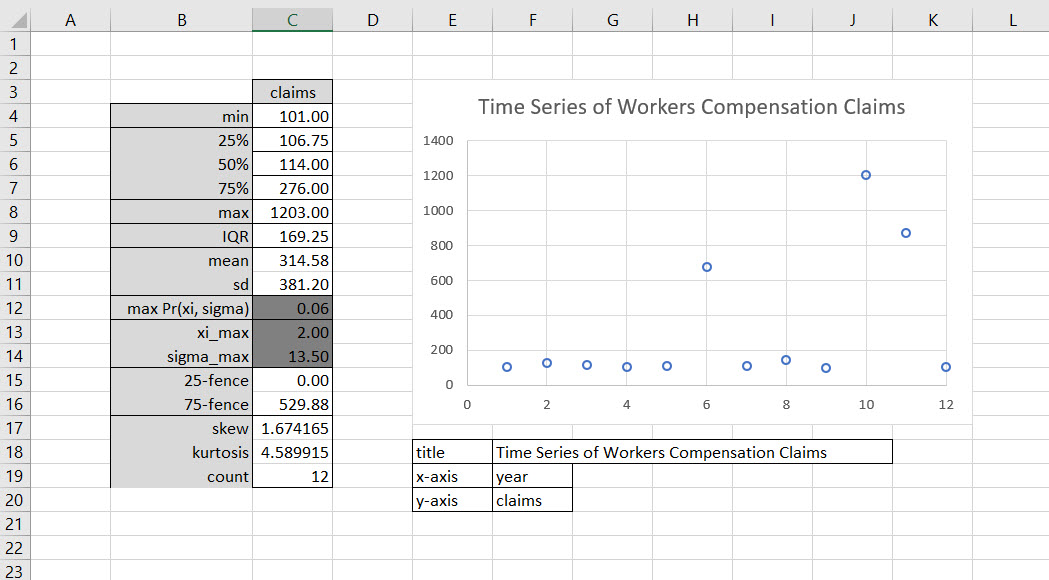 A B C D E F G H I J K L
1
2
3 claims
4 min 101.00
5 25% 106.75
6 50% 114.00
7 75% 276.00
8 max 1203.00
9 IQR 169.25
10 mean 314.58
11 sd 381.20
12 max Pr(xi, sigma) 0.06
13 xi_max 2.00
14 sigma_max 13.50
15 25-fence 0.00
16 75-fence 529.88
17 skew 1.674165
18 kurtosis 4.589915
19 count 12
20
21
22
23
Time Series of Workers Compensation Claims
1400
1200
1000
800
600
400
200
0
0 2 4 6 8 10 12
title Time Series of Workers Compensation Claims
x-axis year
y-axis claims